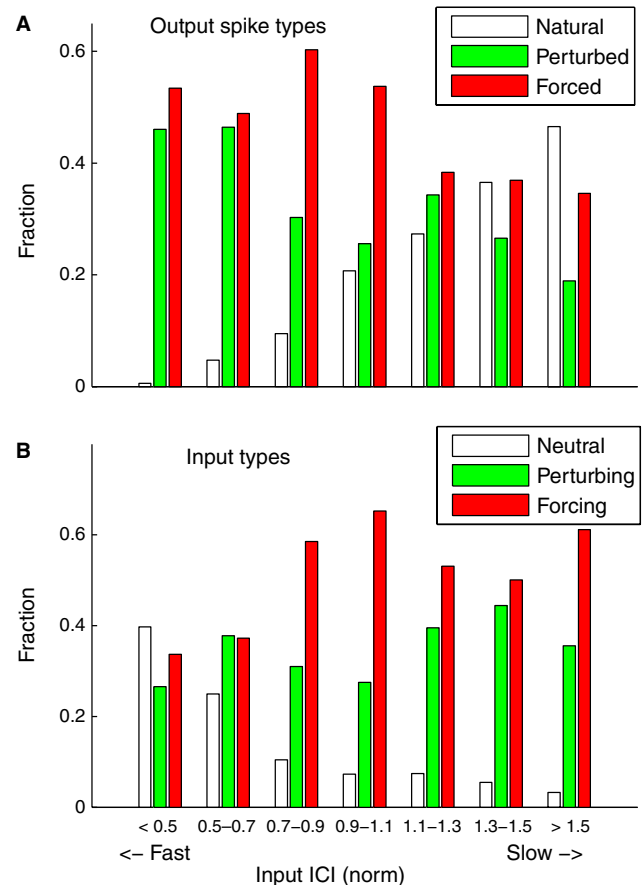 A
Output spike types
Natural
Perturbed
Forced
0.6
0.4
0.2
0
Fraction
B
Input types
Neutral
Perturbing
Forcing
0.6
0.4
0.2
0
Fraction
< 0.5 0.5–0.7 0.7–0.9 0.9–1.1 1.1–1.3 1.3–1.5 > 1.5
<– Fast Slow –>
Input ICI (norm)